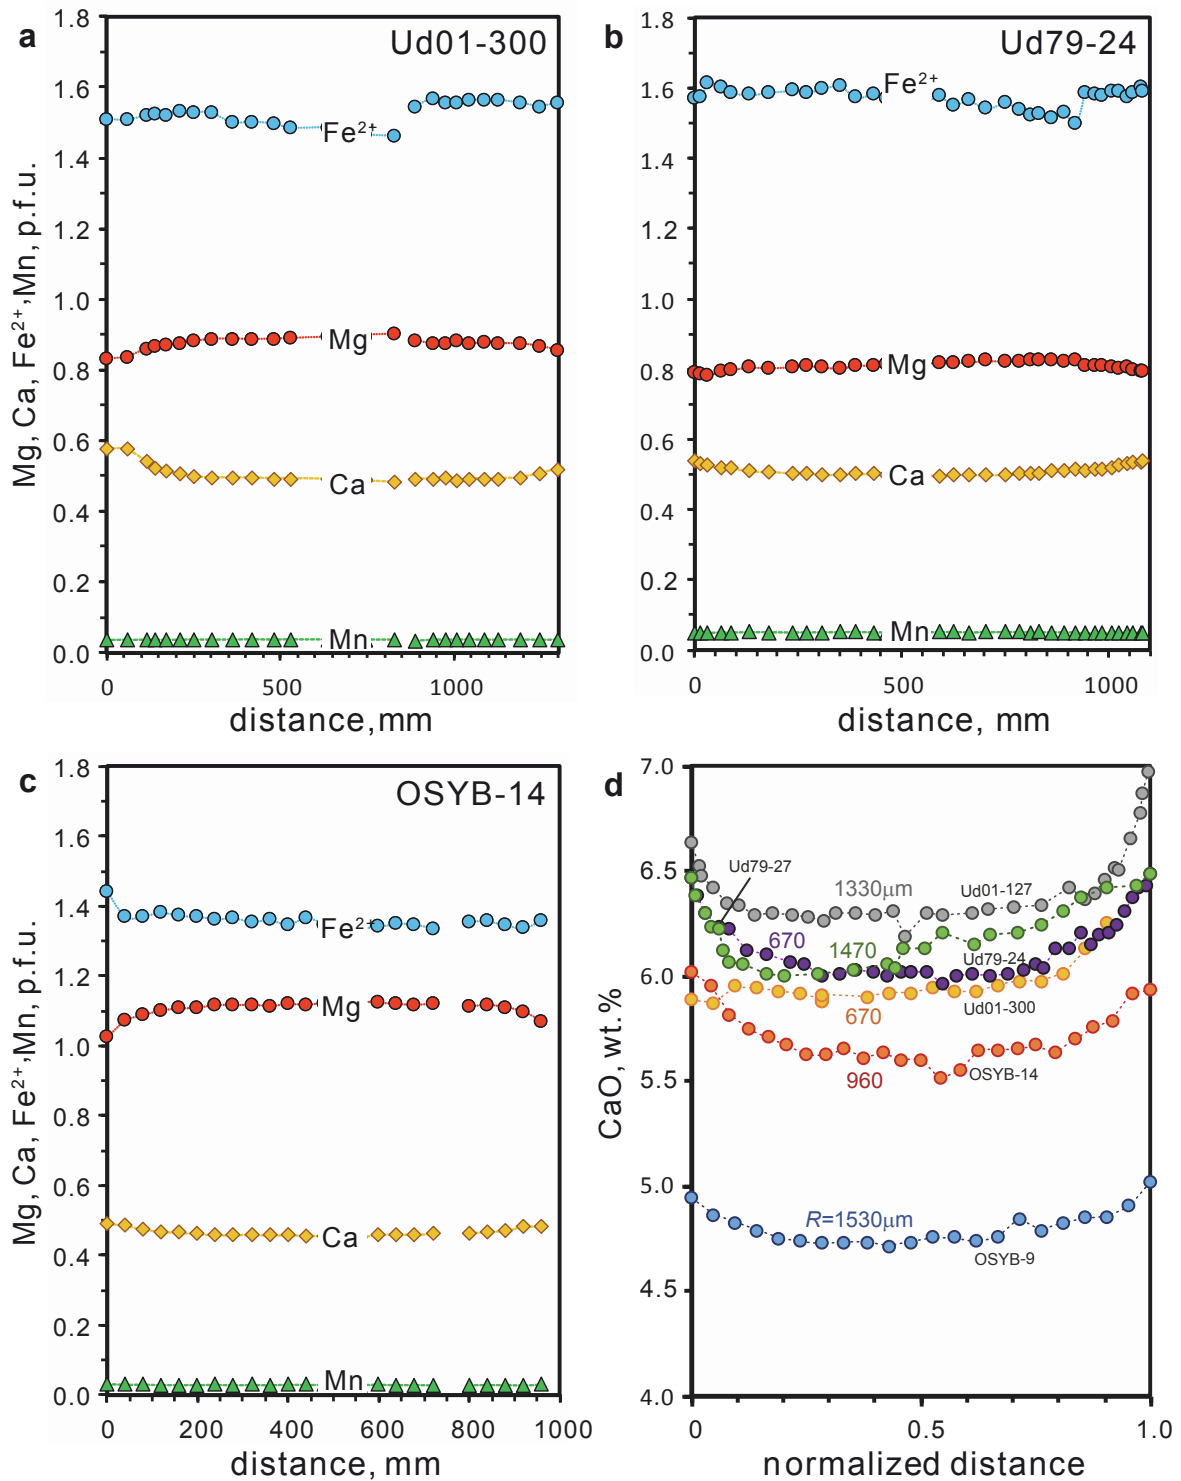 a
Ud01-300
1.8
1.6
1.4
1.2
1.0
0.8
0.6
0.4
0.2
0.0
Mg, Ca, Fe²⁺, Mn, p.f.u.
Fe²⁺
Mg
Ca
Mn
0 500 1000
distance,mm
b
Ud79-24
1.8
1.6
1.4
1.2
1.0
0.8
0.6
0.4
0.2
0.0
Fe²⁺
Mg
Ca
Mn
0 500 1000
distance, mm
c
OSYB-14
1.8
1.6
1.4
1.2
1.0
0.8
0.6
0.4
0.2
0.0
Mg, Ca, Fe²⁺, Mn, p.f.u.
Fe²⁺
Mg
Ca
Mn
0 200 400 600 800 1000
distance, mm
d
7.0
6.5
6.0
5.5
5.0
4.5
4.0
CaO, wt.%
Ud79-27
1330µm
Ud01-127
670
1470
Ud79-24
Ud01-300
670
960
OSYB-14
R=1530µm
OSYB-9
0 0.5 1.0
normalized distance